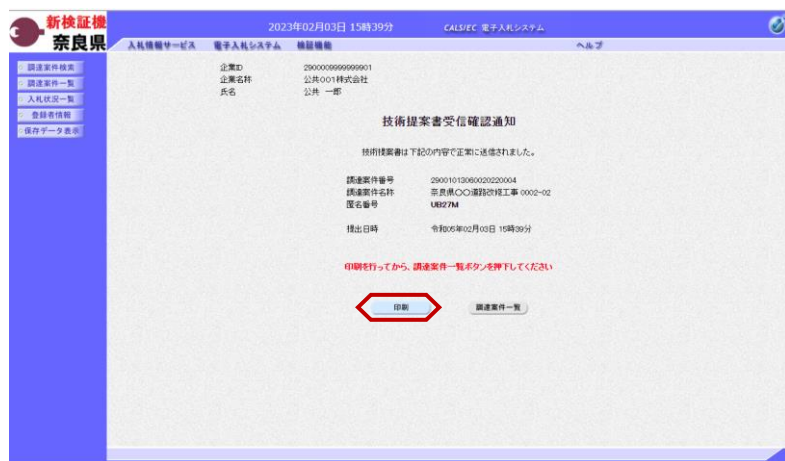 新検証機
奈良県
2023年02月03日 15時39分
CALS/EC 電子入札システム
入札情報サービス 電子入札システム 検証機能 ヘルプ
調達案件検索
調達案件一覧
入札状況一覧
登録者情報
保存データ表示
企業ID 2900009999999901
企業名称 公共001株式会社
氏名 公共 一郎
技術提案書受信確認通知
技術提案書は下記の内容で正常に送信されました。
調達案件番号 29001013060020220004
調達案件名称 奈良県〇〇道路改修工事 0002-02
匿名番号 UB27M
提出日時 令和05年02月03日 15時39分
印刷を行ってから、調達案件一覧ボタンを押下してください
印刷 調達案件一覧